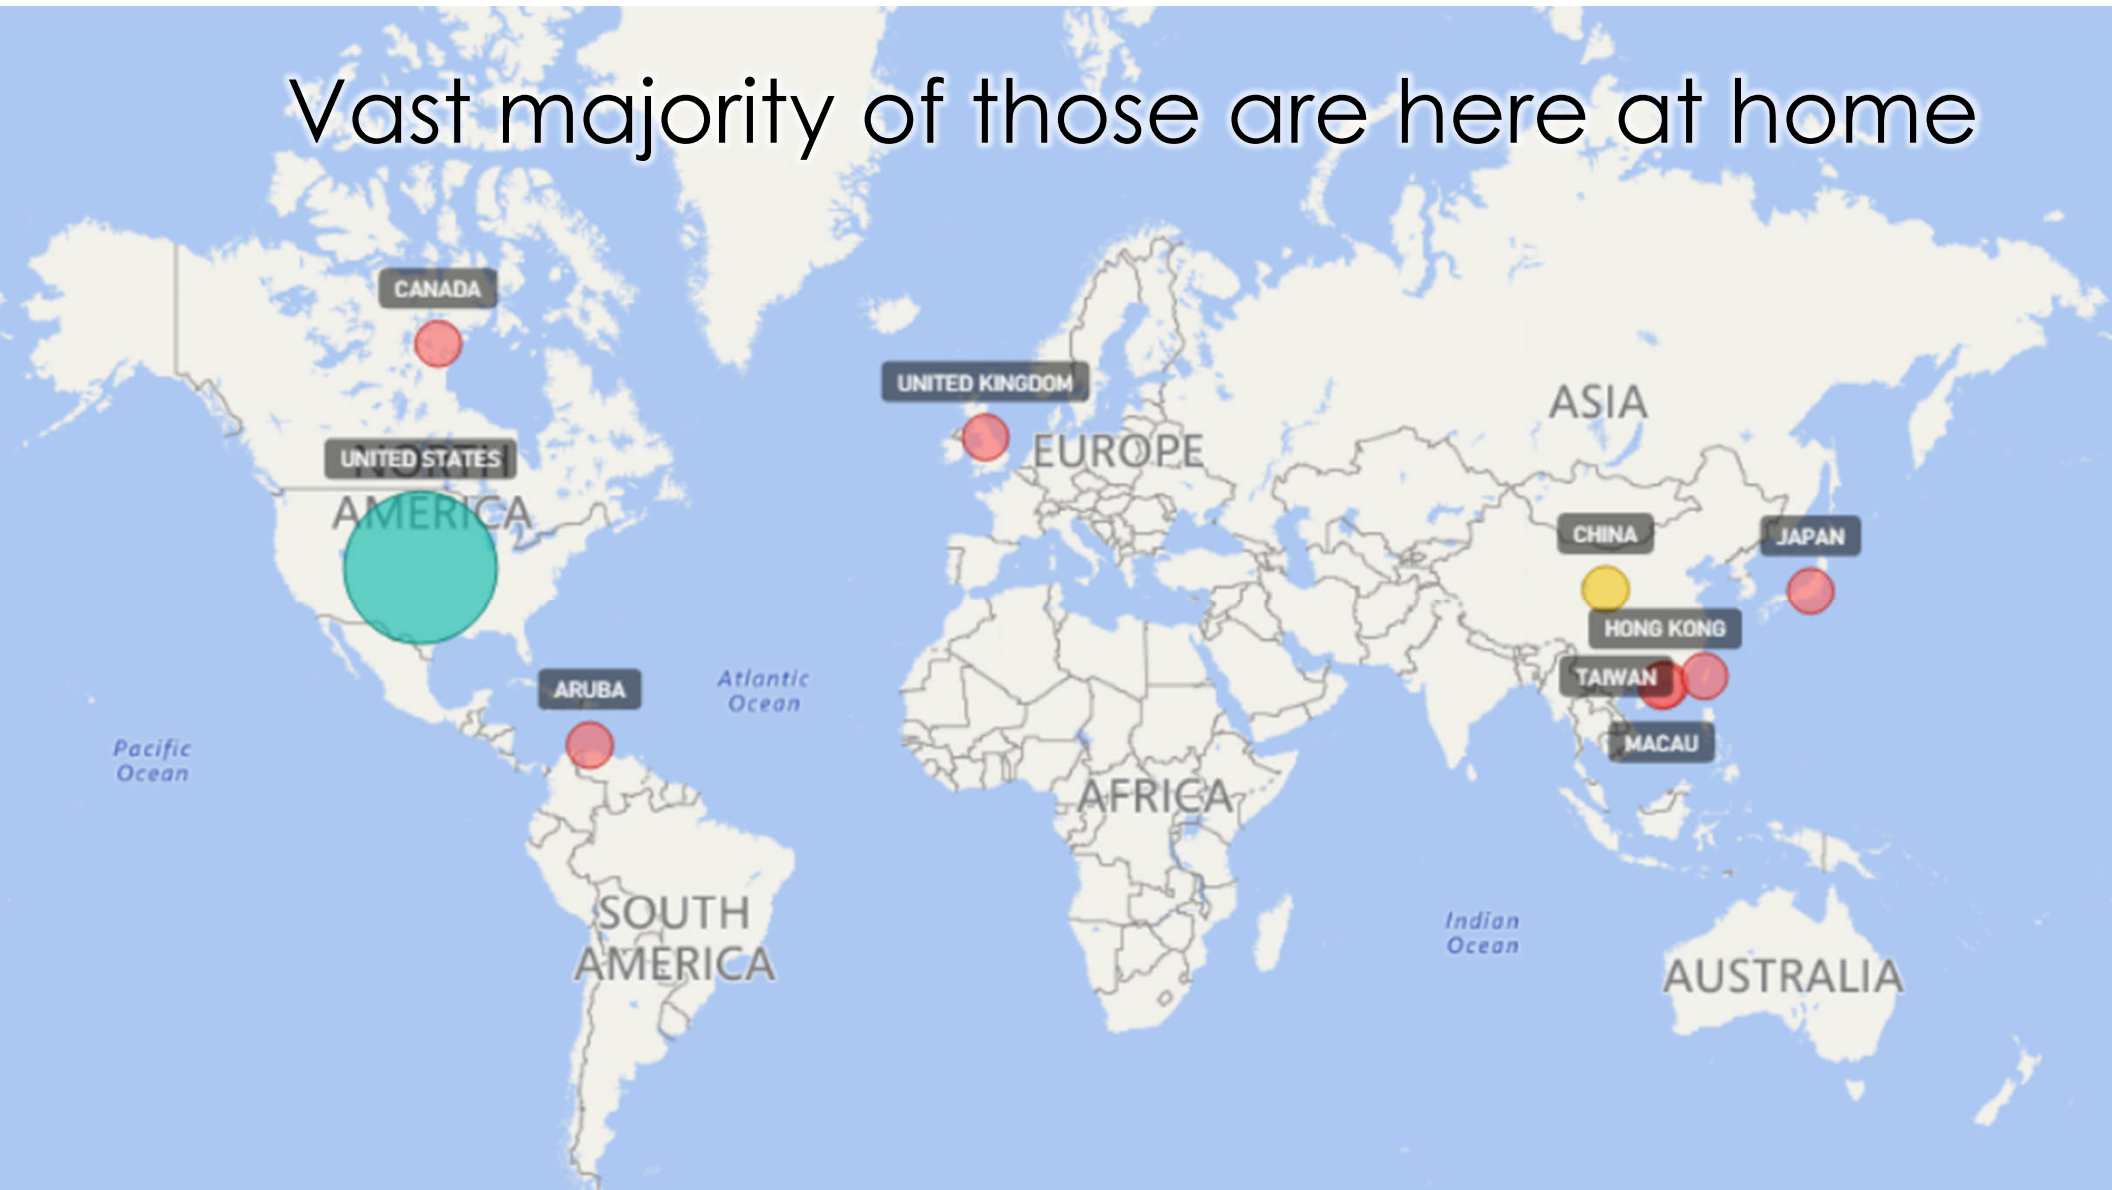 Vast majority of those are here at home
CANADA
UNITED KINGDOM
ASIA
EUROPE
NORTH
UNITED STATES
AMERICA
CHINA
JAPAN
HONG KONG
TAIWAN
MACAU
ARUBA
Atlantic
Ocean
Pacific
Ocean
AFRICA
SOUTH
AMERICA
Indian
Ocean
AUSTRALIA